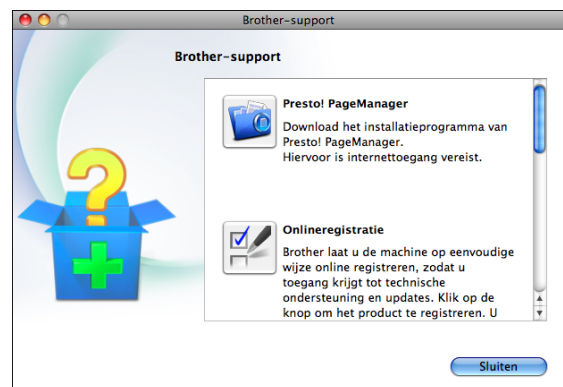 Brother-support
Brother-support
Presto! PageManager
Download het installatieprogramma van
Presto! PageManager.
Hiervoor is internettoegang vereist.
Onlineregistratie
Brother laat u de machine op eenvoudige
wijze online registreren, zodat u
toegang krijgt tot technische
ondersteuning en updates. Klik op de
knop om het product te registreren. U
Sluiten